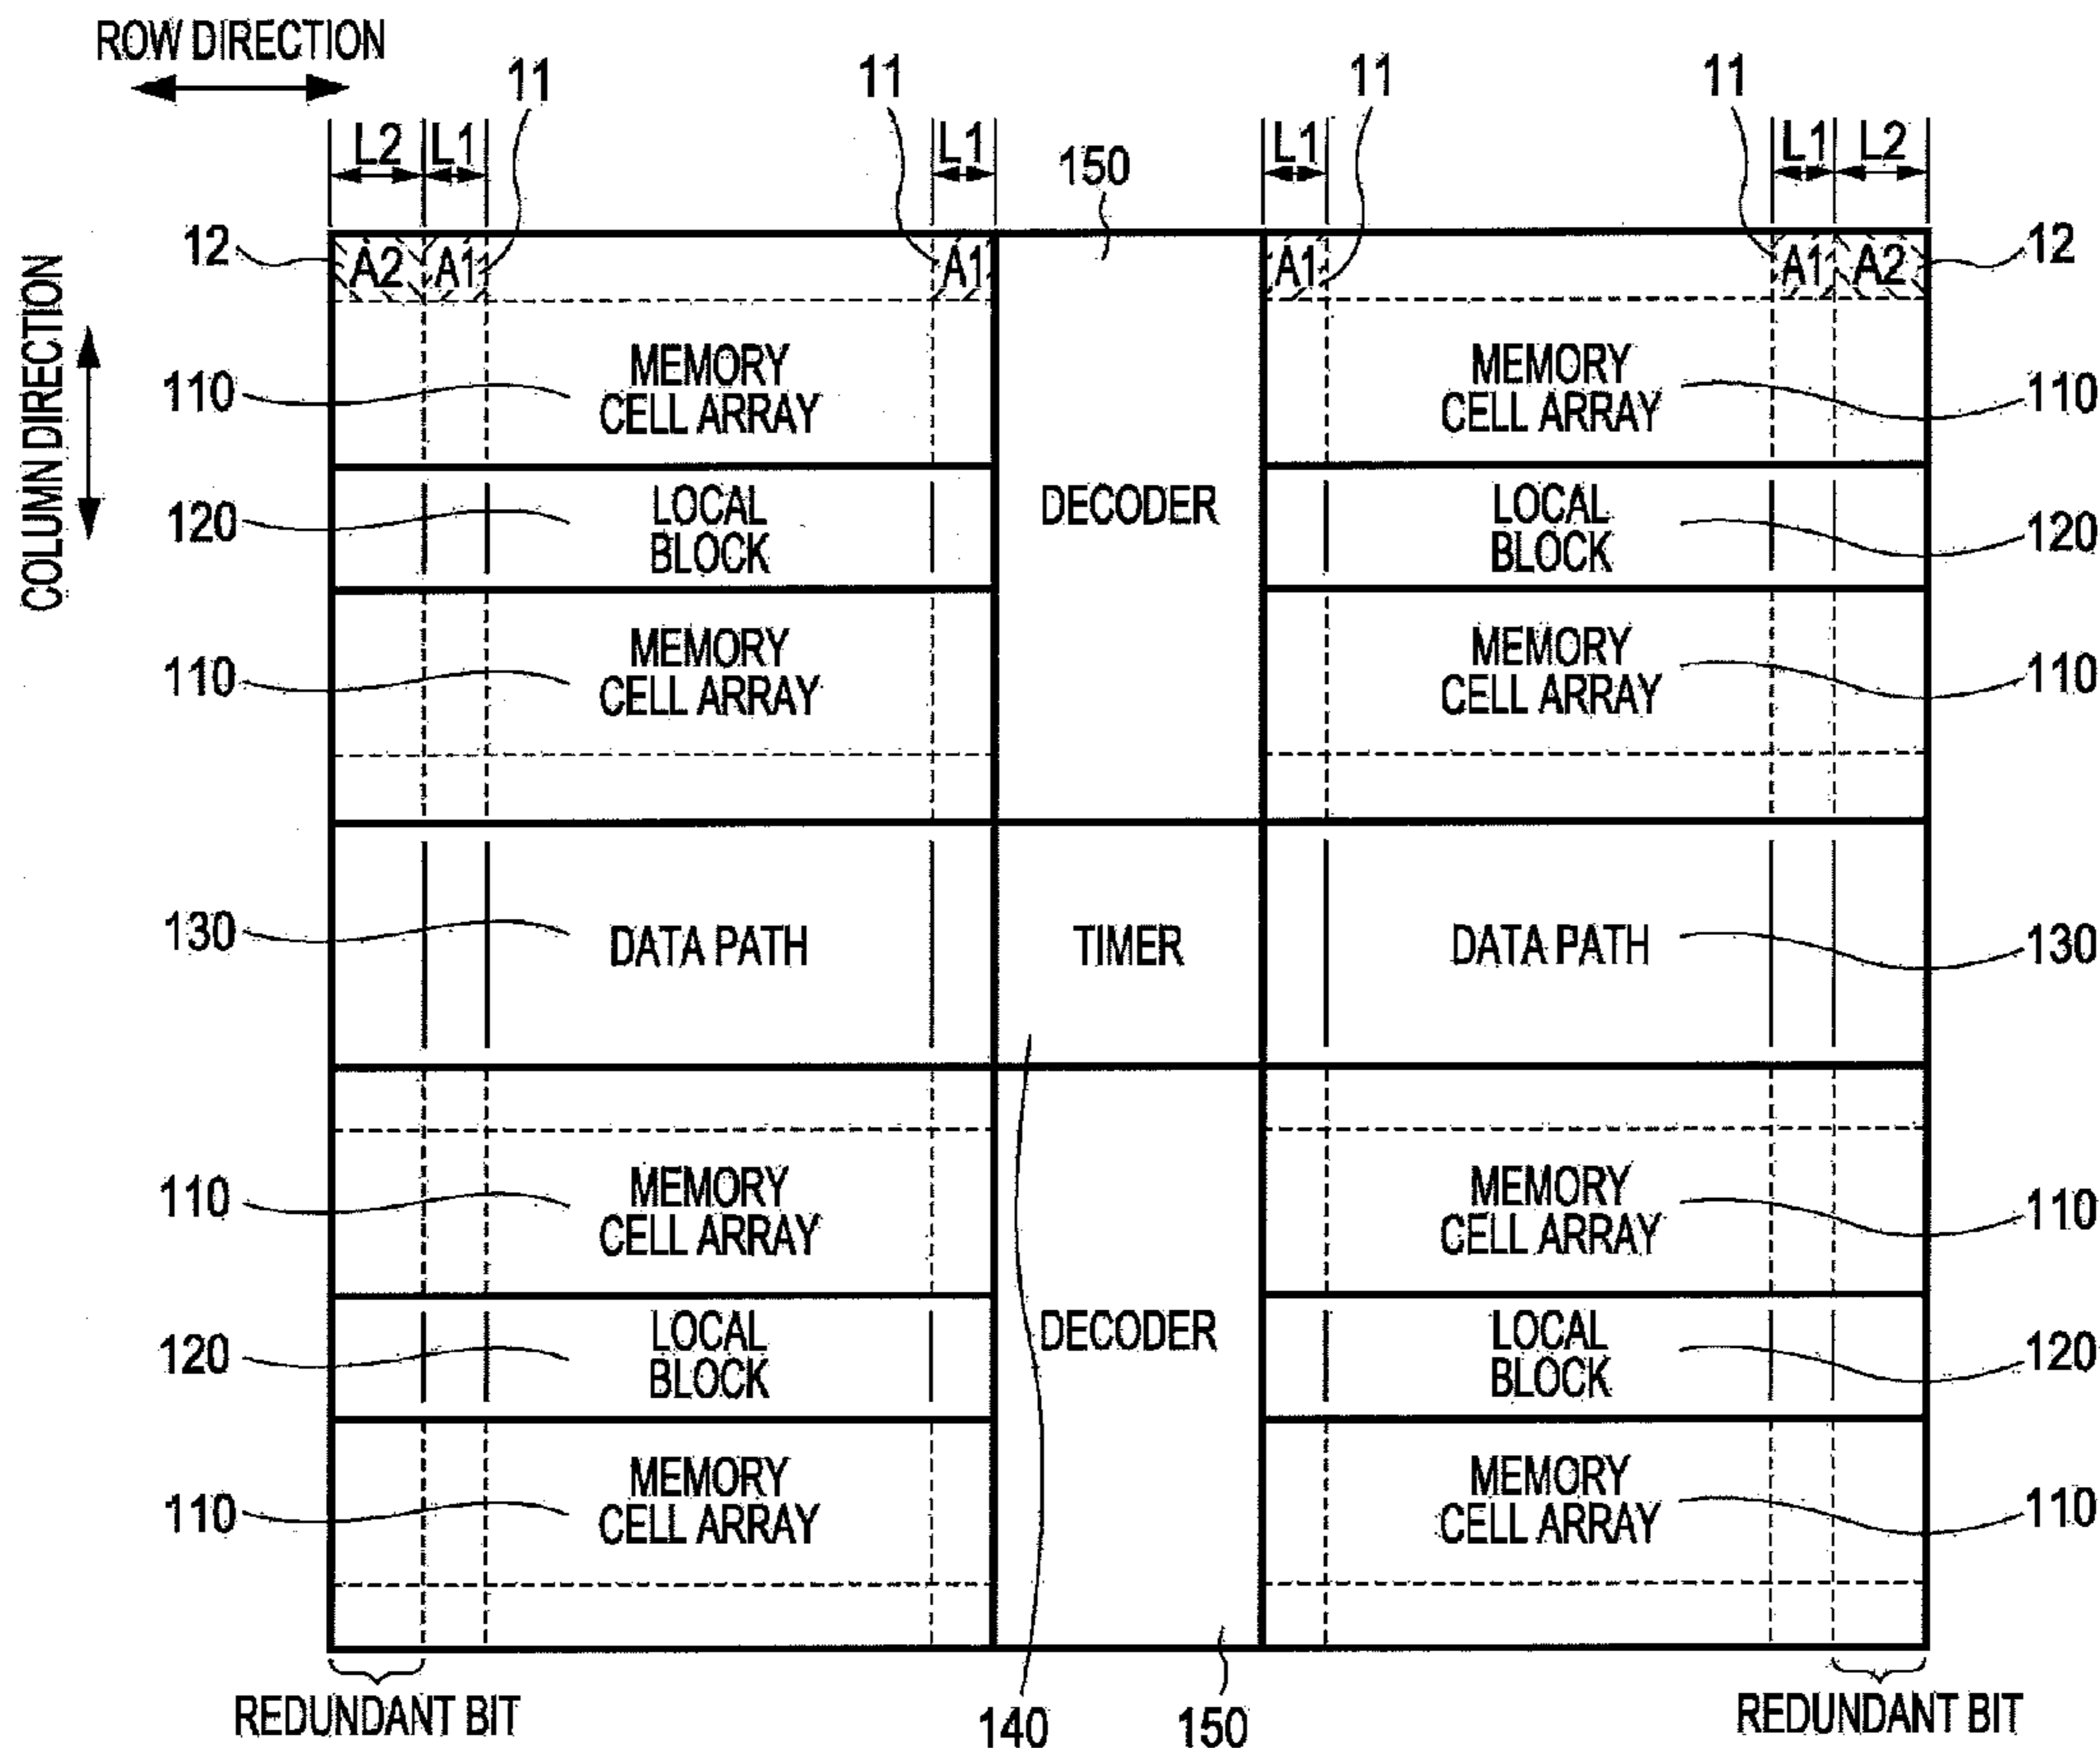 ROW DIRECTION
11 11 11 11
L2 L1 L1 150 L1 L1 L2
12 A2 A1 A1 A1 A1 A2 12
COLUMN DIRECTION
110 MEMORY CELL ARRAY MEMORY CELL ARRAY 110
DECODER
120 LOCAL BLOCK LOCAL BLOCK 120
110 MEMORY CELL ARRAY MEMORY CELL ARRAY 110
130 DATA PATH TIMER DATA PATH 130
110 MEMORY CELL ARRAY MEMORY CELL ARRAY 110
120 LOCAL BLOCK DECODER LOCAL BLOCK 120
110 MEMORY CELL ARRAY MEMORY CELL ARRAY 110
REDUNDANT BIT 140 150 REDUNDANT BIT